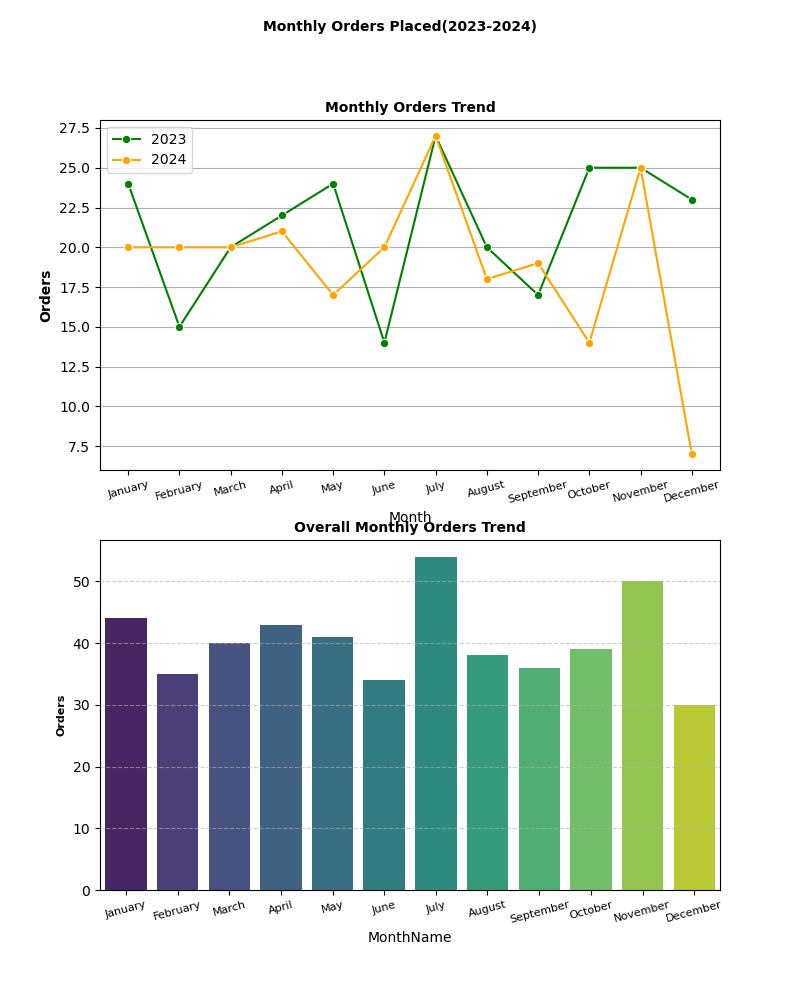 Monthly Orders Placed(2023-2024)
Monthly Orders Trend
27.5
25.0
22.5
20.0
17.5
15.0
12.5
10.0
7.5
Orders
2023
2024
January February March April May June July August September October November December
Month
Overall Monthly Orders Trend
50
40
30
20
10
0
Orders
January February March April May June July August September October November December
MonthName